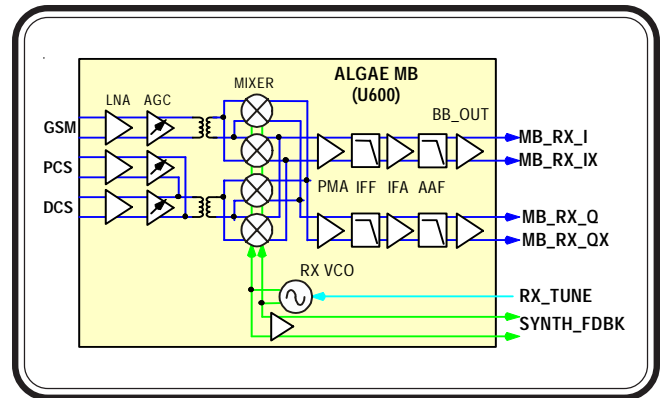 ALGAE MB
(U600)
MIXER
LNA AGC
BB_OUT
GSM
MB_RX_I
MB_RX_IX
PCS
PMA IFF IFA AAF
DCS
MB_RX_Q
MB_RX_QX
RX VCO
RX_TUNE
SYNTH_FDBK